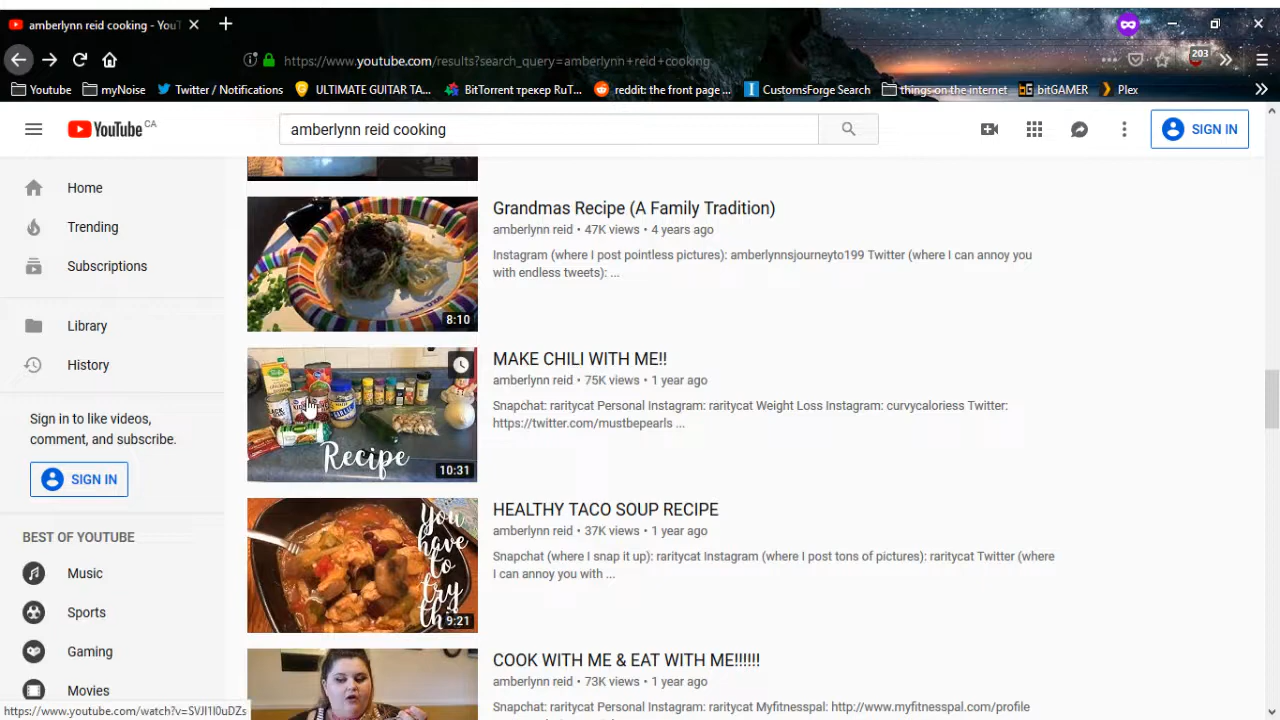 amberlynn reid cooking - YouT
https://www.youtube.com/results?search_query=amberlynn+reid+cooking
203
Youtube
myNoise
Twitter / Notifications
ULTIMATE GUITAR TA...
BitTorrent трекер RuT...
reddit: the front page ...
CustomsForge Search
things on the internet
bitGAMER
Plex
YouTube CA
amberlynn reid cooking
SIGN IN
Home
Trending
Subscriptions
Library
History
Sign in to like videos,
comment, and subscribe.
SIGN IN
BEST OF YOUTUBE
Music
Sports
Gaming
Movies
8:10
Grandmas Recipe (A Family Tradition)
amberlynn reid • 47K views • 4 years ago
Instagram (where I post pointless pictures): amberlynnsjourneyto199 Twitter (where I can annoy you
with endless tweets): ...
Recipe
10:31
MAKE CHILI WITH ME!!
amberlynn reid • 75K views • 1 year ago
Snapchat: raritycat Personal Instagram: raritycat Weight Loss Instagram: curvycaloriess Twitter:
https://twitter.com/mustbepearls ...
You
have
to
try
thi
9:21
HEALTHY TACO SOUP RECIPE
amberlynn reid • 37K views • 1 year ago
Snapchat (where I snap it up): raritycat Instagram (where I post tons of pictures): raritycat Twitter (where
I can annoy you with ...
COOK WITH ME & EAT WITH ME!!!!!!
amberlynn reid • 73K views • 1 year ago
Snapchat: raritycat Instagram: raritycat Myfitnesspal: http://www.myfitnesspal.com/profile
https://www.youtube.com/watch?v=SVJI1I0uDZs